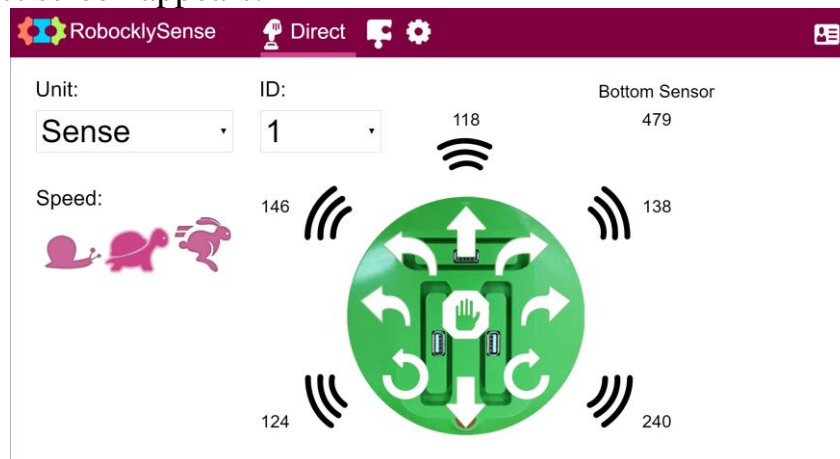 RobocklySense Direct
Unit: ID: Bottom Sensor
Sense 1 118 479
Speed:
146 138
124 240